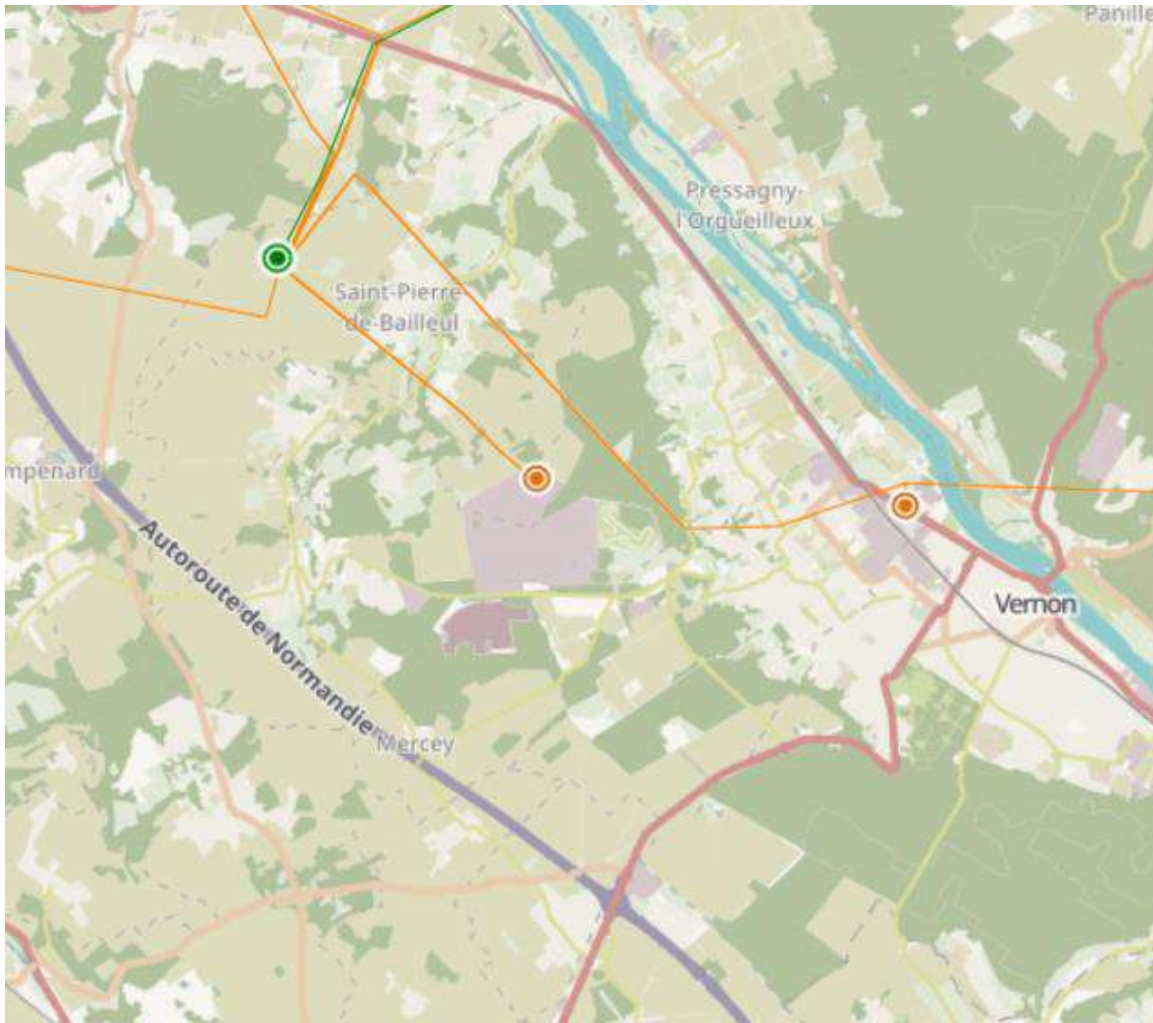 Panille
Pressagny-
l'Orgueilleux
Saint-Pierre
de-Bailleul
mpenard
Autoroute de Normandie
Vernon
Mercey